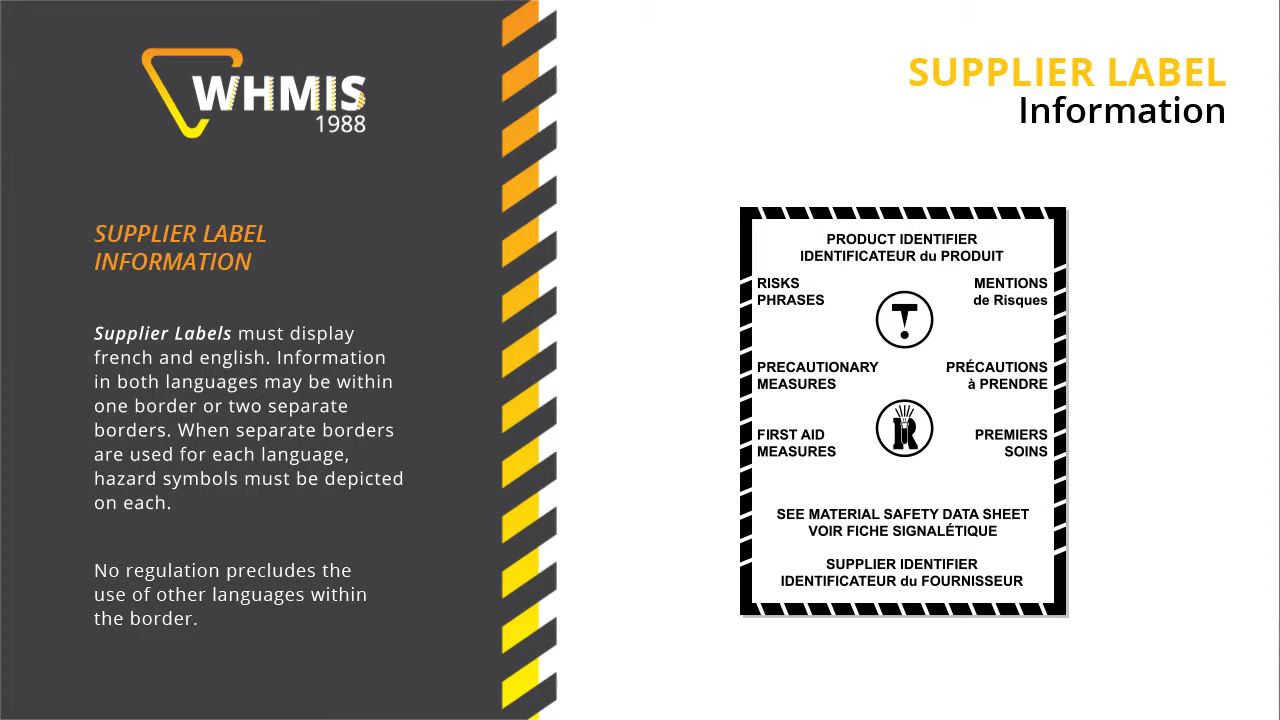 WHMIS
1988
SUPPLIER LABEL
INFORMATION
Supplier Labels must display
french and english. Information
in both languages may be within
one border or two separate
borders. When separate borders
are used for each language,
hazard symbols must be depicted
on each.
No regulation precludes the
use of other languages within
the border.
SUPPLIER LABEL
Information
PRODUCT IDENTIFIER
IDENTIFICATEUR du PRODUIT
RISKS
PHRASES
MENTIONS
de Risques
PRECAUTIONARY
MEASURES
PRÉCAUTIONS
à PRENDRE
FIRST AID
MEASURES
PREMIERS
SOINS
R
SEE MATERIAL SAFETY DATA SHEET
VOIR FICHE SIGNALÉTIQUE
SUPPLIER IDENTIFIER
IDENTIFICATEUR du FOURNISSEUR